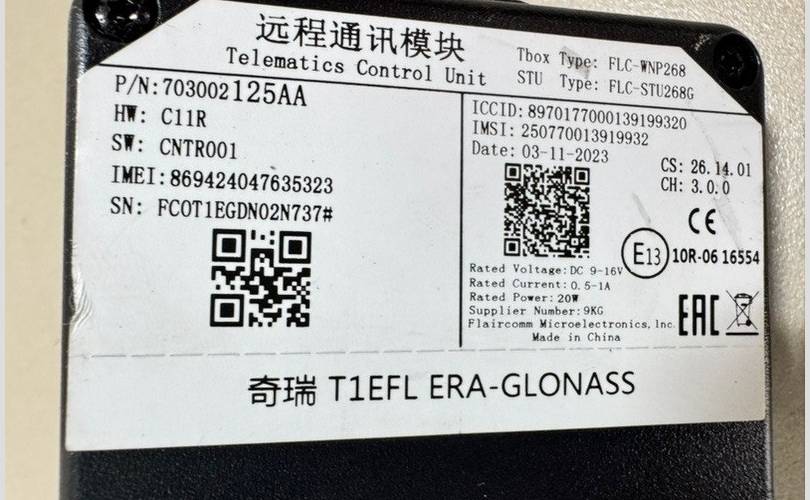 远程通讯模块
Telematics Control Unit
Tbox Type: FLC-WNP268
STU Type: FLC-STU268G
P/N:703002125AA
HW: C11R
SW: CNTR001
IMEI:869424047635323
SN: FCOT1EGDN02N737#
ICCID: 8970177000139199320
IMSI: 250770013919932
Date: 03-11-2023
CS: 26.14.01
CH: 3.0.0
CE
E13
10R-06 16554
Rated Voltage:DC 9-16V
Rated Current:0.5-1A
Rated Power:20W
Supplier Number:9KG
Flaircomm Microelectronics,Inc.
Made in China
EAC
奇瑞 T1EFL ERA-GLONASS